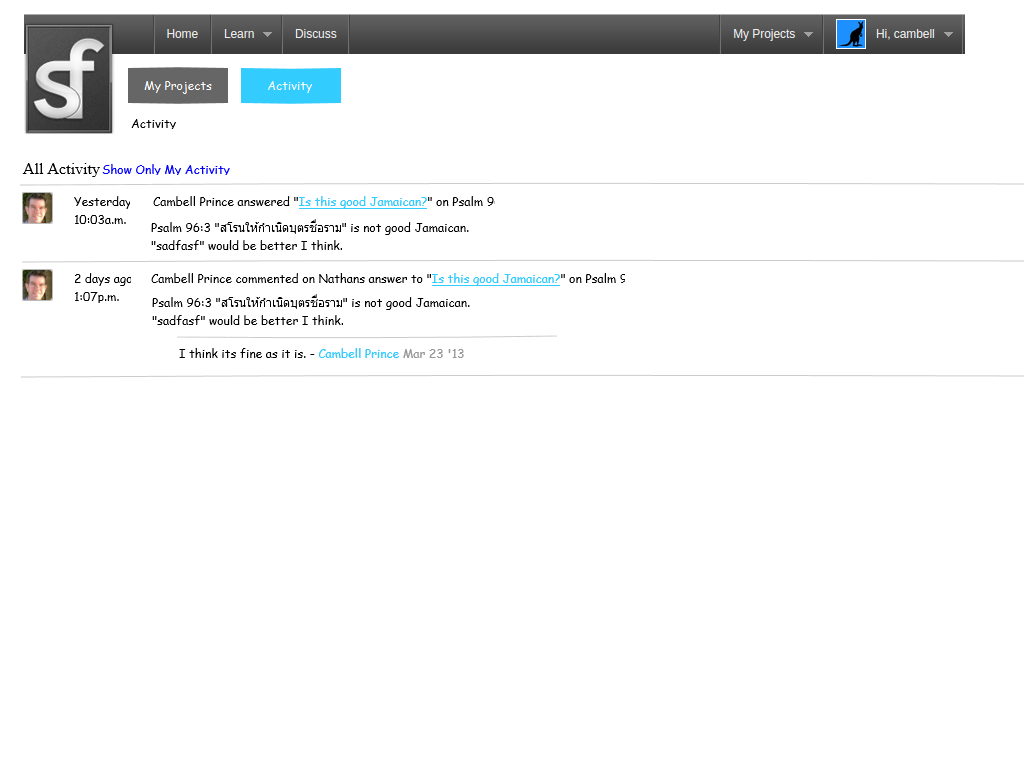 Home Learn Discuss My Projects Hi, cambell
sf
My Projects Activity
Activity
All Activity Show Only My Activity
Yesterday Cambell Prince answered "Is this good Jamaican?" on Psalm 9
10:03a.m.
Psalm 96:3 "สโรนให้กำเนิดบุตรชื่อราม" is not good Jamaican.
"sadfasf" would be better I think.
2 days ago Cambell Prince commented on Nathans answer to "Is this good Jamaican?" on Psalm 9
1:07p.m.
Psalm 96:3 "สโรนให้กำเนิดบุตรชื่อราม" is not good Jamaican.
"sadfasf" would be better I think.
I think its fine as it is. - Cambell Prince Mar 23 '13